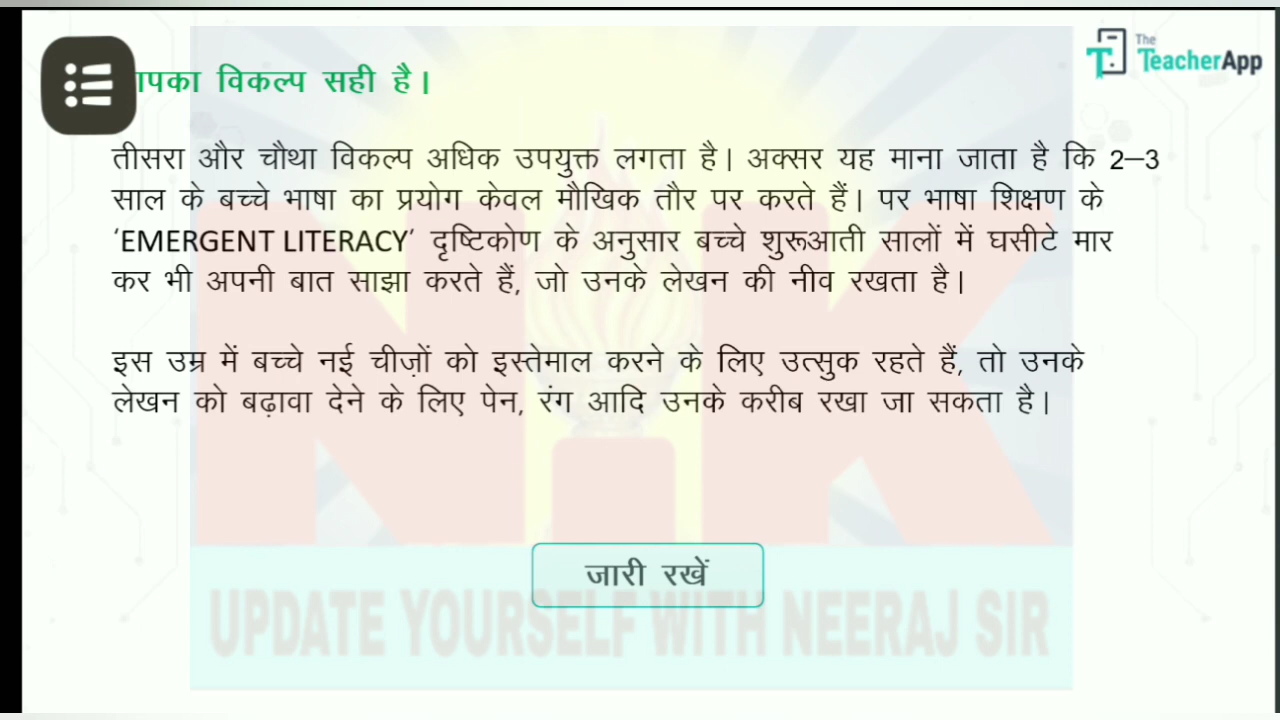 The
TeacherApp
पका विकल्प सही है।
तीसरा और चौथा विकल्प अधिक उपयुक्त लगता है। अक्सर यह माना जाता है कि 2–3
साल के बच्चे भाषा का प्रयोग केवल मौखिक तौर पर करते हैं। पर भाषा शिक्षण के
‘EMERGENT LITERACY’ दृष्टिकोण के अनुसार बच्चे शुरूआती सालों में घसीटे मार
कर भी अपनी बात साझा करते हैं, जो उनके लेखन की नीव रखता है।
इस उम्र में बच्चे नई चीज़ों को इस्तेमाल करने के लिए उत्सुक रहते हैं, तो उनके
लेखन को बढ़ावा देने के लिए पेन, रंग आदि उनके करीब रखा जा सकता है।
जारी रखें
NK
UPDATE YOURSELF WITH NEERAJ SIR